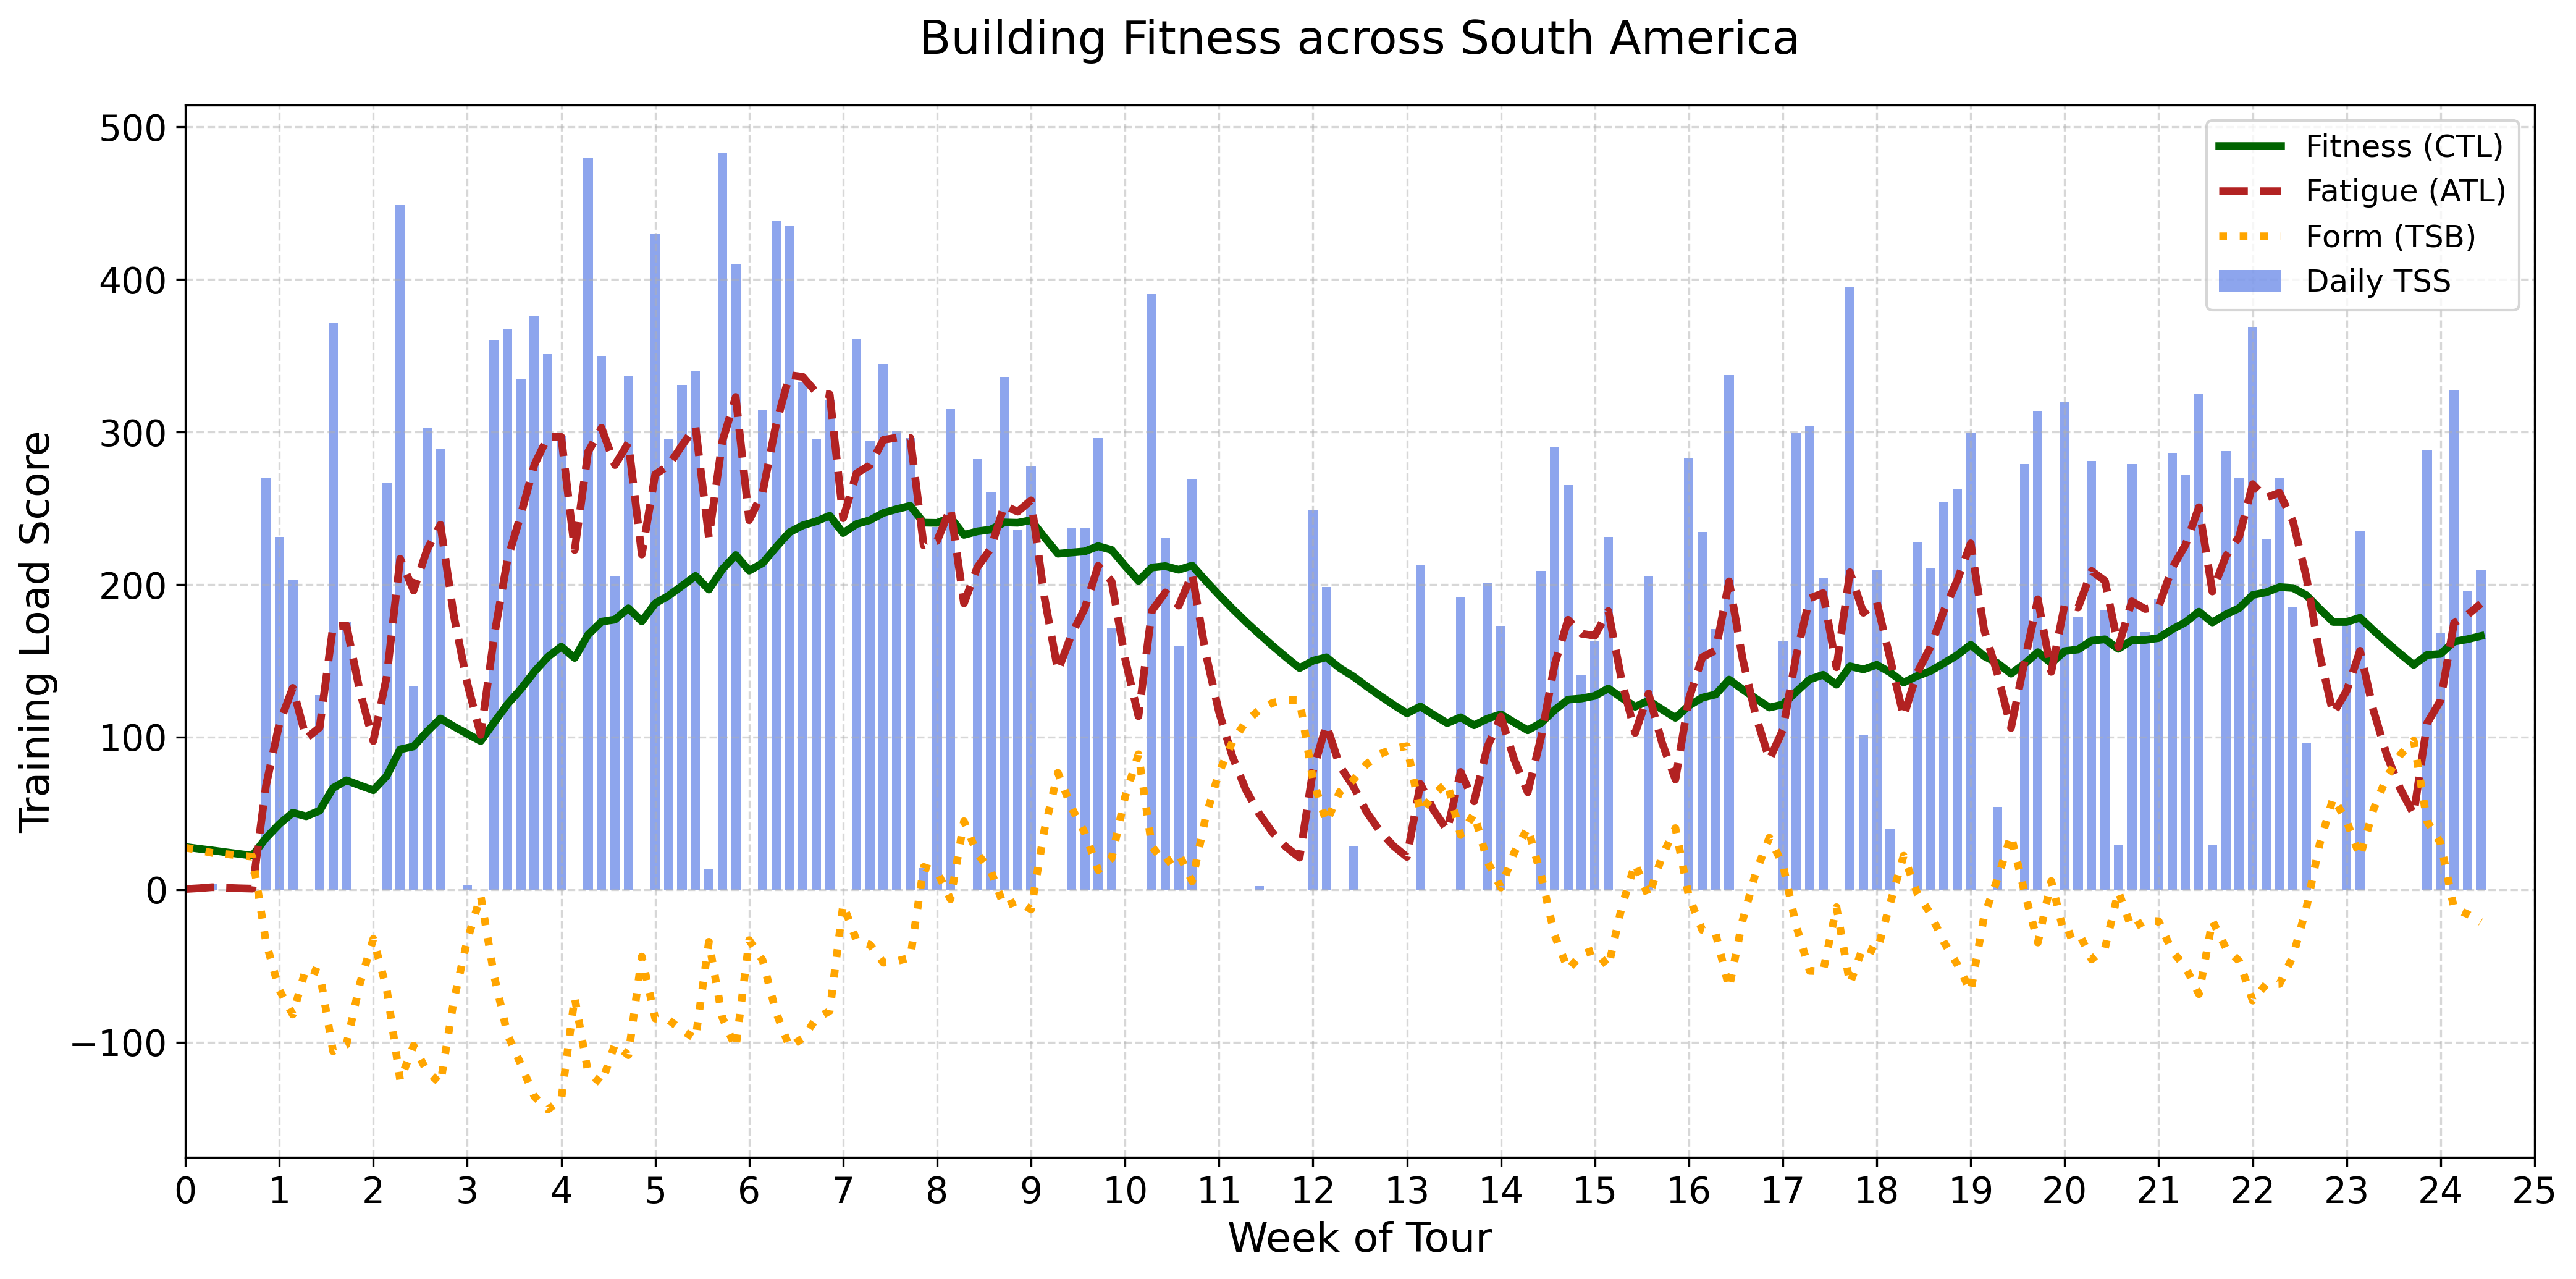 Building Fitness across South America
500
400
300
200
100
0
−100
Training Load Score
Fitness (CTL)
Fatigue (ATL)
Form (TSB)
Daily TSS
0 1 2 3 4 5 6 7 8 9 10 11 12 13 14 15 16 17 18 19 20 21 22 23 24 25
Week of Tour